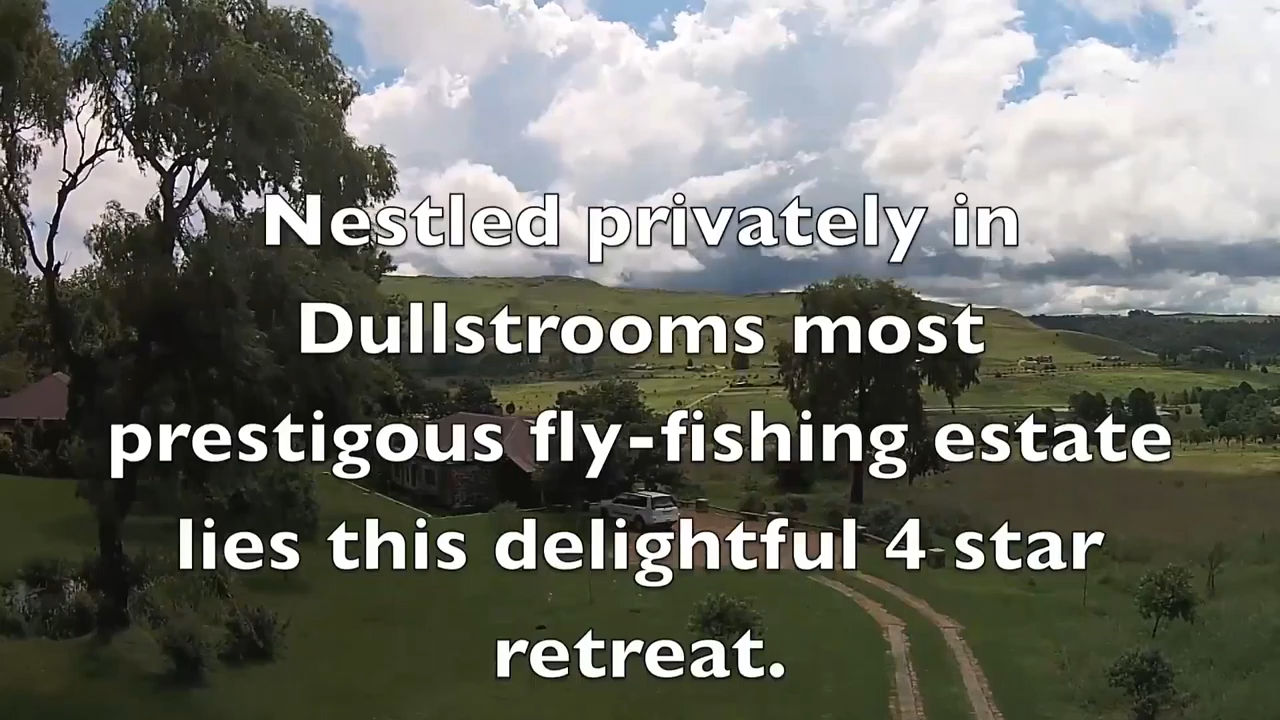 Nestled privately in
Dullstrooms most
prestigous fly-fishing estate
lies this delightful 4 star
retreat.